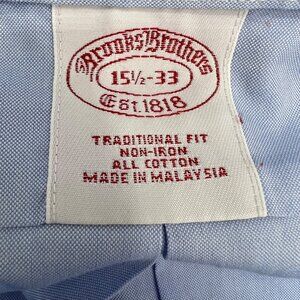 Brooks Brothers
15½-33
Est. 1818
TRADITIONAL FIT
NON-IRON
ALL COTTON
MADE IN MALAYSIA